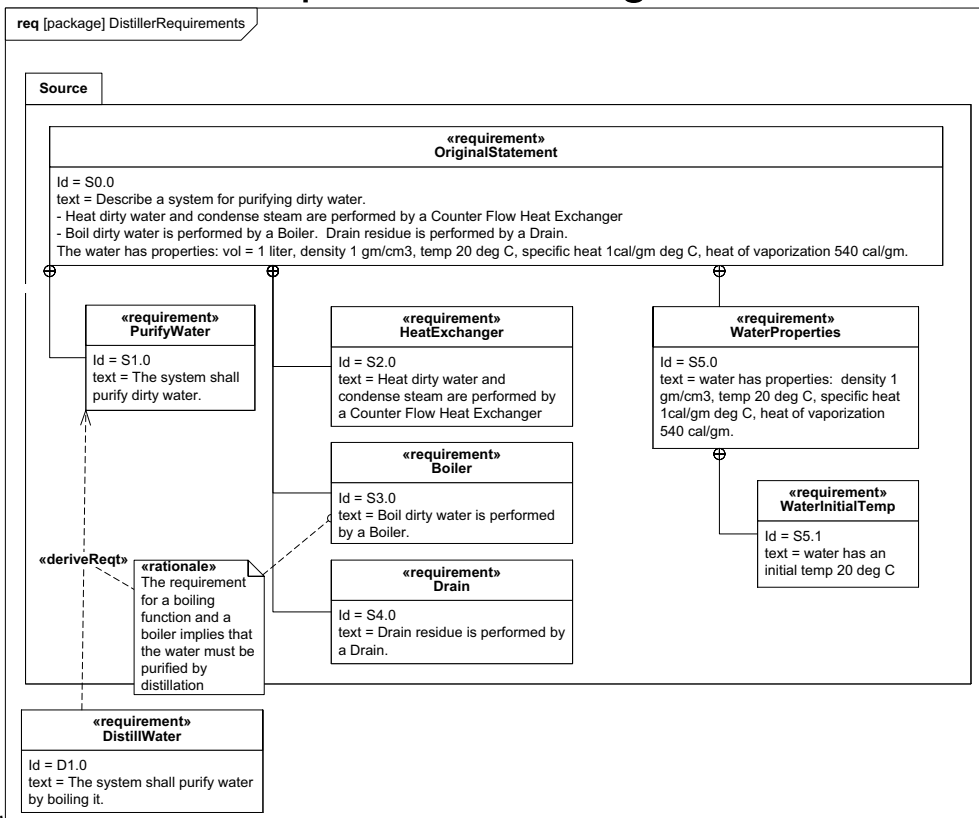 req [package] DistillerRequirements
Source
«requirement»
OriginalStatement
Id = S0.0
text = Describe a system for purifying dirty water.
- Heat dirty water and condense steam are performed by a Counter Flow Heat Exchanger
- Boil dirty water is performed by a Boiler.  Drain residue is performed by a Drain.
The water has properties: vol = 1 liter, density 1 gm/cm3, temp 20 deg C, specific heat 1cal/gm deg C, heat of vaporization 540 cal/gm.
«requirement»
PurifyWater
Id = S1.0
text = The system shall
purify dirty water.
«requirement»
HeatExchanger
Id = S2.0
text = Heat dirty water and
condense steam are performed by
a Counter Flow Heat Exchanger
«requirement»
WaterProperties
Id = S5.0
text = water has properties:  density 1
gm/cm3, temp 20 deg C, specific heat
1cal/gm deg C, heat of vaporization
540 cal/gm.
«requirement»
Boiler
Id = S3.0
text = Boil dirty water is performed
by a Boiler.
«requirement»
WaterInitialTemp
Id = S5.1
text = water has an
initial temp 20 deg C
«deriveReqt»
«rationale»
The requirement
for a boiling
function and a
boiler implies that
the water must be
purified by
distillation
«requirement»
Drain
Id = S4.0
text = Drain residue is performed by
a Drain.
«requirement»
DistillWater
Id = D1.0
text = The system shall purify water
by boiling it.